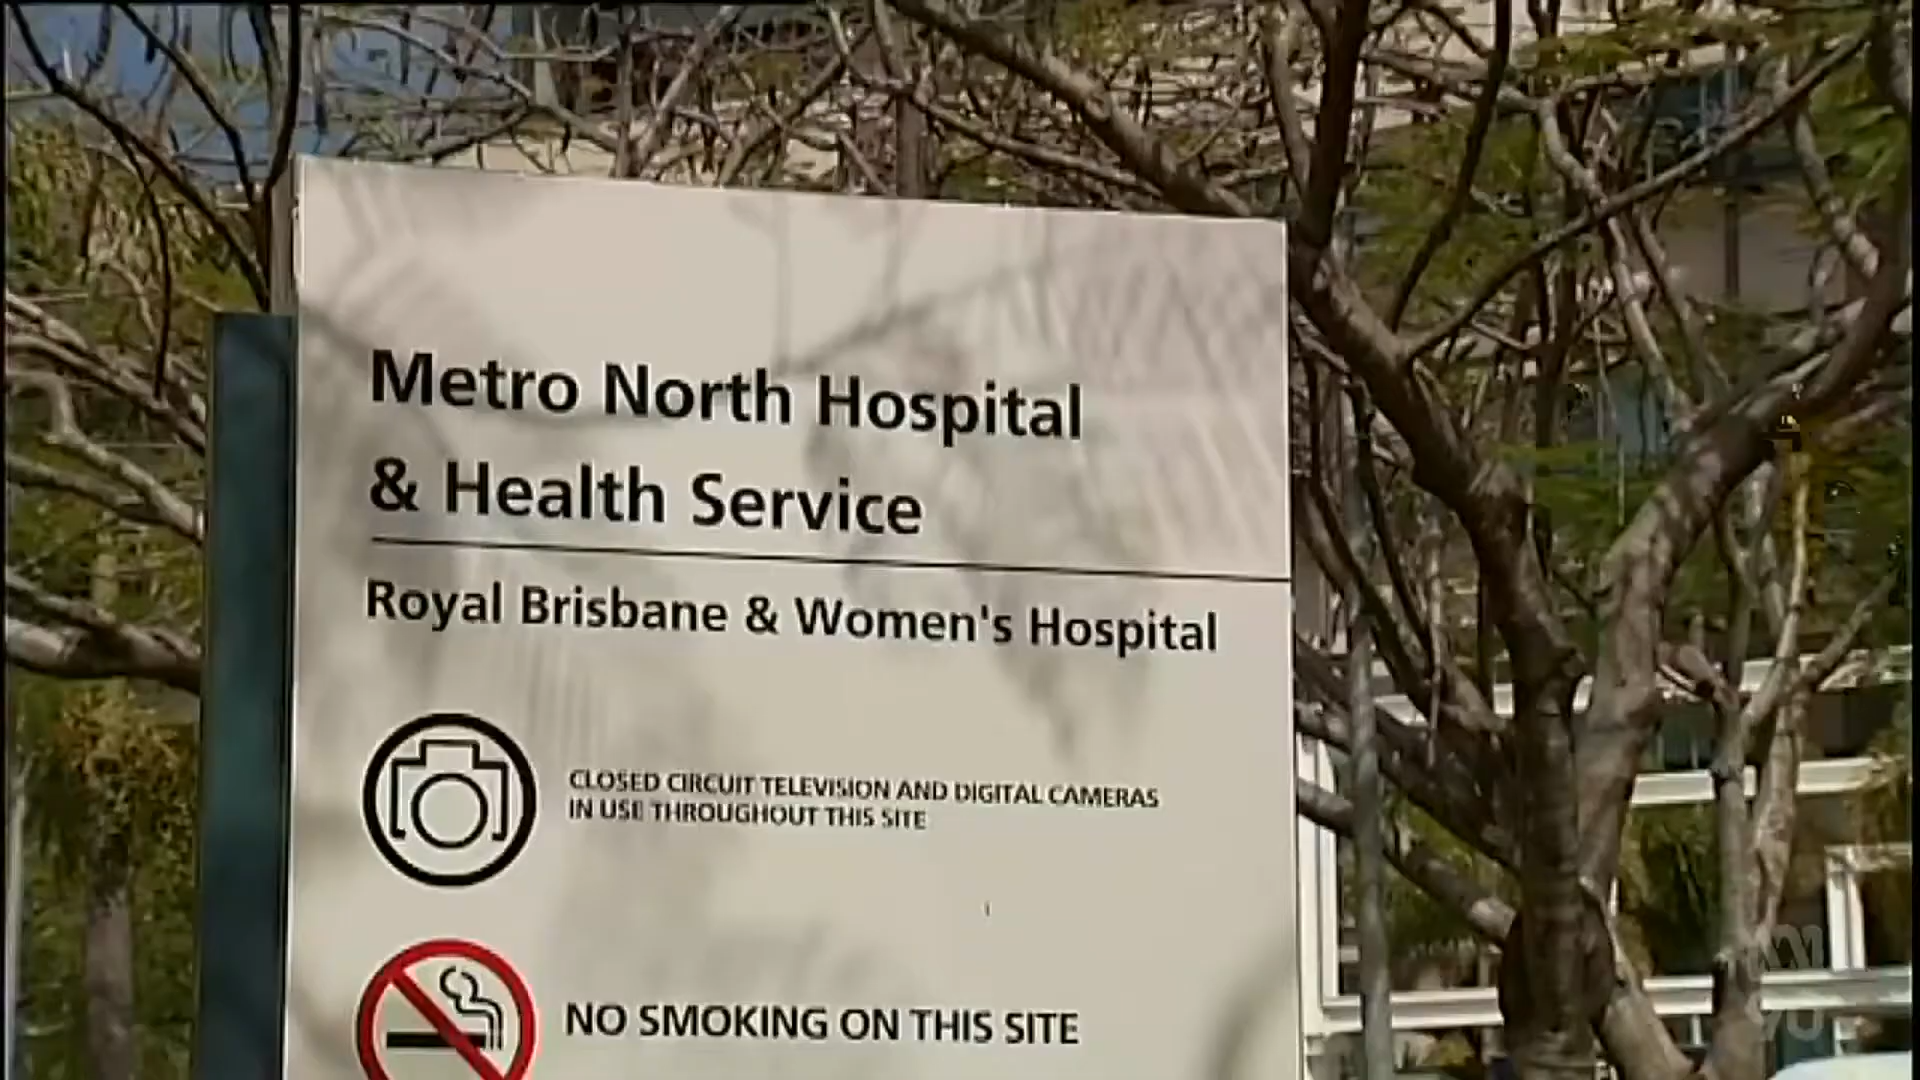 Metro North Hospital
& Health Service
Royal Brisbane & Women's Hospital
CLOSED CIRCUIT TELEVISION AND DIGITAL CAMERAS
IN USE THROUGHOUT THIS SITE
NO SMOKING ON THIS SITE